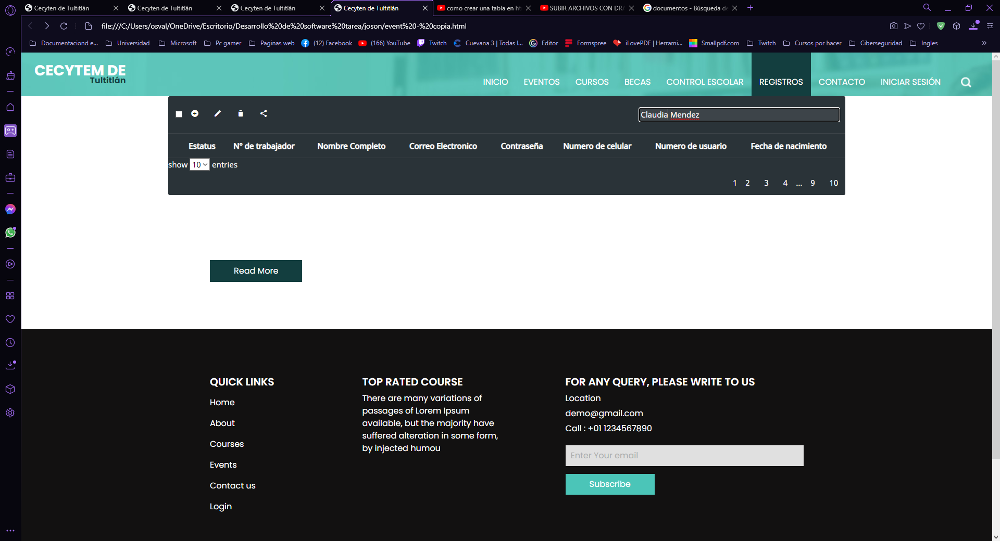 Cecyten de Tultitlán
Cecyten de Tultitlán
Cecyten de Tultitlán
Cecyten de Tultitlán
como crear una tabla en ht
SUBIR ARCHIVOS CON DRA
documentos - Búsqueda de
file:///C:/Users/osval/OneDrive/Escritorio/Desarrollo%20de%20software%20tarea/joson/event%20-%20copia.html
Documentaciond e... Universidad Microsoft Pc gamer Paginas web (12) Facebook (166) YouTube Twitch Cuevana 3 | Todas l... Editor Formspree iLovePDF | Herrami... Smallpdf.com Twitch Cursos por hacer Ciberseguridad Ingles »
CECYTEM DE
Tultitlán
INICIO EVENTOS CURSOS BECAS CONTROL ESCOLAR REGISTROS CONTACTO INICIAR SESIÓN
Claudia Mendez
Estatus N° de trabajador Nombre Completo Correo Electronico Contraseña Numero de celular Numero de usuario Fecha de nacimiento
show 10 entries
1 2 3 4 ... 9 10
Read More
QUICK LINKS
Home
About
Courses
Events
Contact us
Login
TOP RATED COURSE
There are many variations of
passages of Lorem Ipsum
available, but the majority have
suffered alteration in some form,
by injected humou
FOR ANY QUERY, PLEASE WRITE TO US
Location
demo@gmail.com
Call : +01 1234567890
Enter Your email
Subscribe